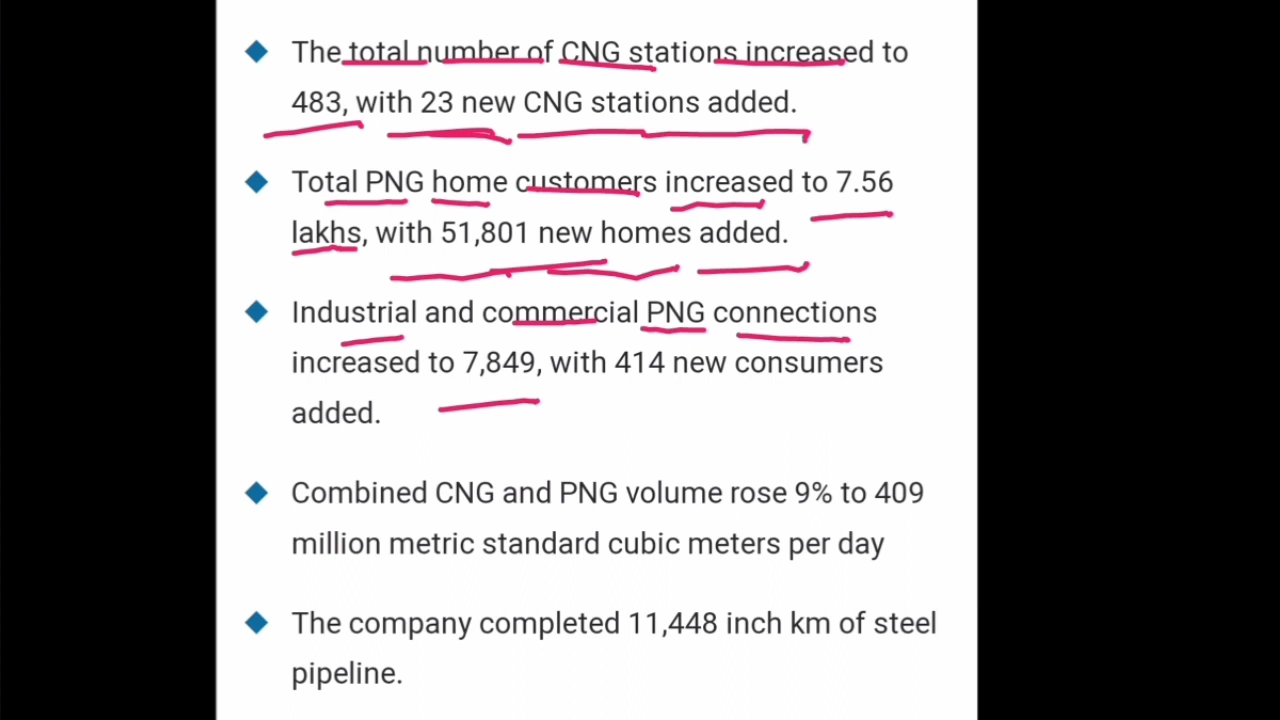 The total number of CNG stations increased to
483, with 23 new CNG stations added.
Total PNG home customers increased to 7.56
lakhs, with 51,801 new homes added.
Industrial and commercial PNG connections
increased to 7,849, with 414 new consumers
added.
Combined CNG and PNG volume rose 9% to 409
million metric standard cubic meters per day
The company completed 11,448 inch km of steel
pipeline.